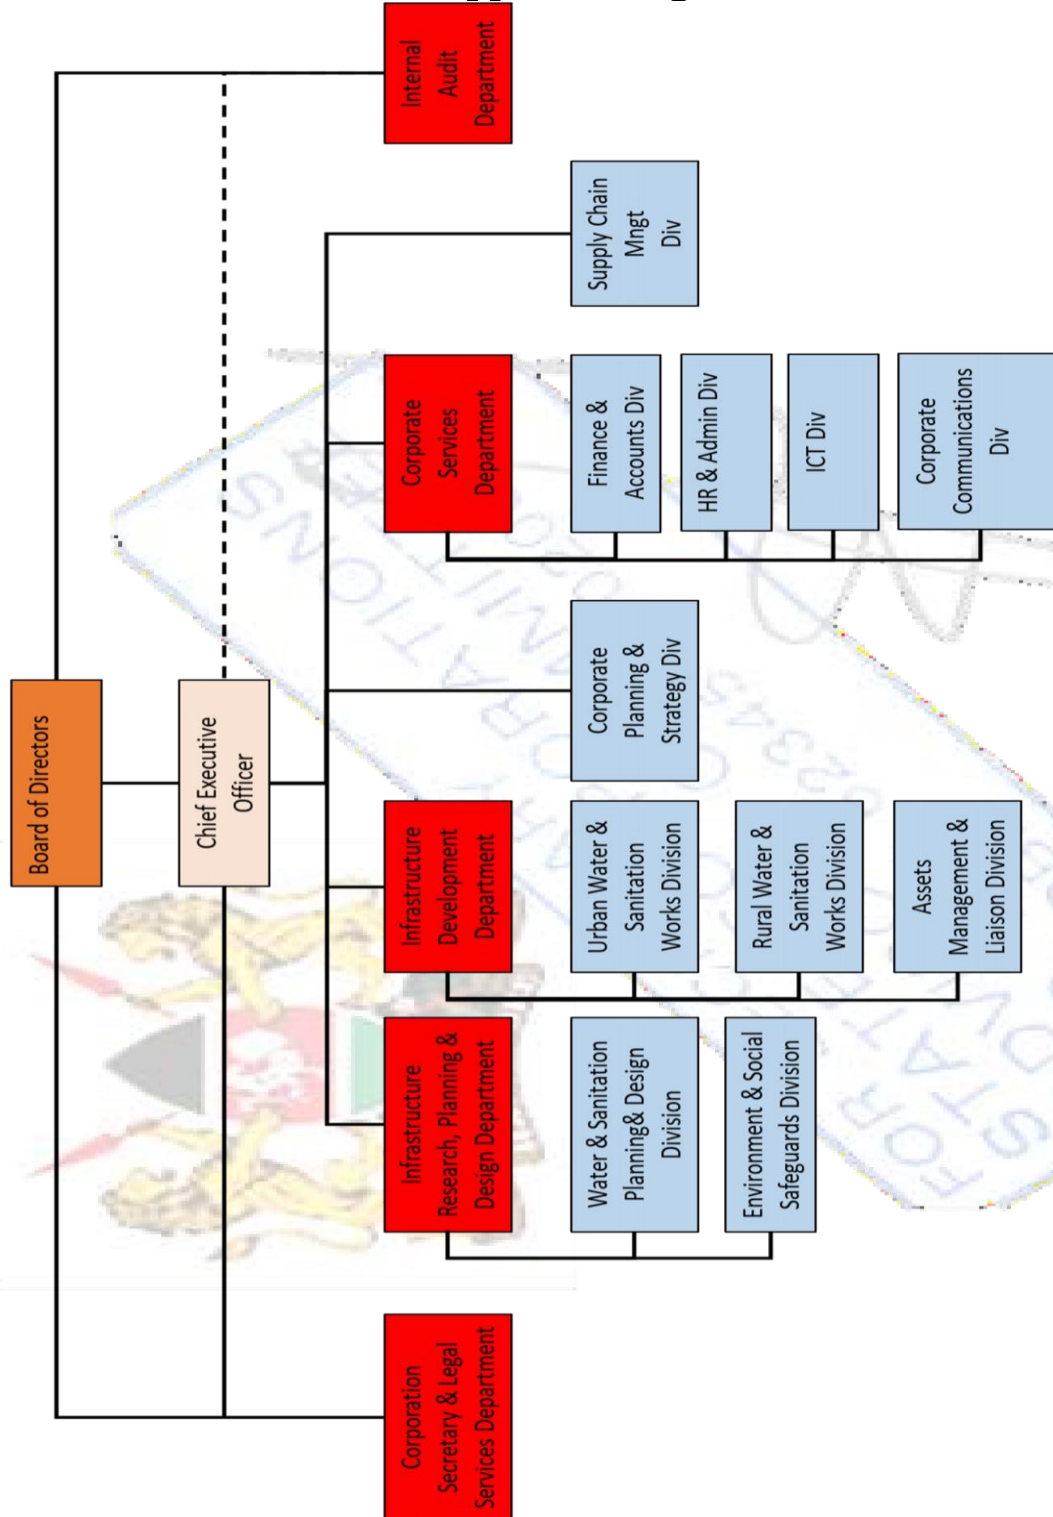 Board of Directors
Chief Executive
Officer
Corporation
Secretary & Legal
Services Department
Infrastructure
Research, Planning &
Design Department
Infrastructure
Development
Department
Corporate
Services
Department
Internal
Audit
Department
Water & Sanitation
Planning& Design
Division
Environment & Social
Safeguards Division
Urban Water &
Sanitation
Works Division
Rural Water &
Sanitation
Works Division
Assets
Management &
Liaison Division
Corporate
Planning &
Strategy Div
Finance &
Accounts Div
HR & Admin Div
ICT Div
Corporate
Communications
Div
Supply Chain
Mngt
Div
FOR